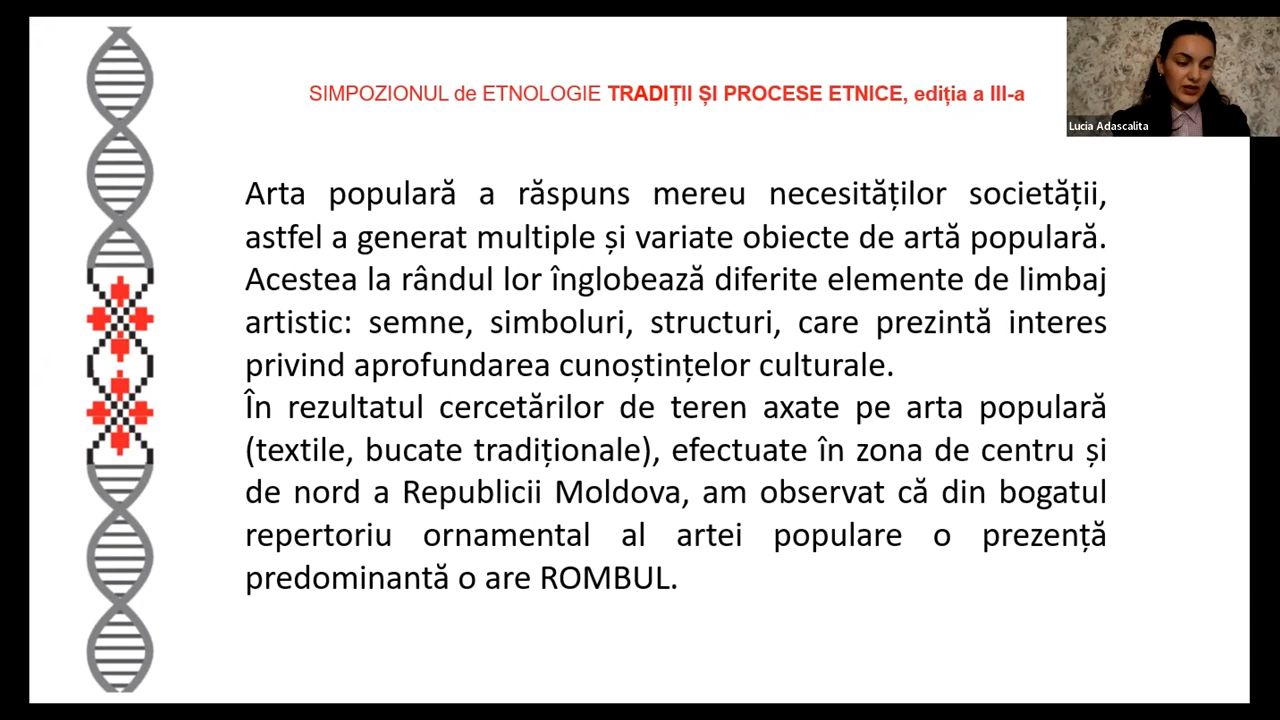 SIMPOZIONUL de ETNOLOGIE TRADIȚII ȘI PROCESE ETNICE, ediția a III-a
Lucia Adascalita
Arta populară a răspuns mereu necesităților societății,
astfel a generat multiple și variate obiecte de artă populară.
Acestea la rândul lor înglobează diferite elemente de limbaj
artistic: semne, simboluri, structuri, care prezintă interes
privind aprofundarea cunoștințelor culturale.
În rezultatul cercetărilor de teren axate pe arta populară
(textile, bucate tradiționale), efectuate în zona de centru și
de nord a Republicii Moldova, am observat că din bogatul
repertoriu ornamental al artei populare o prezență
predominantă o are ROMBUL.